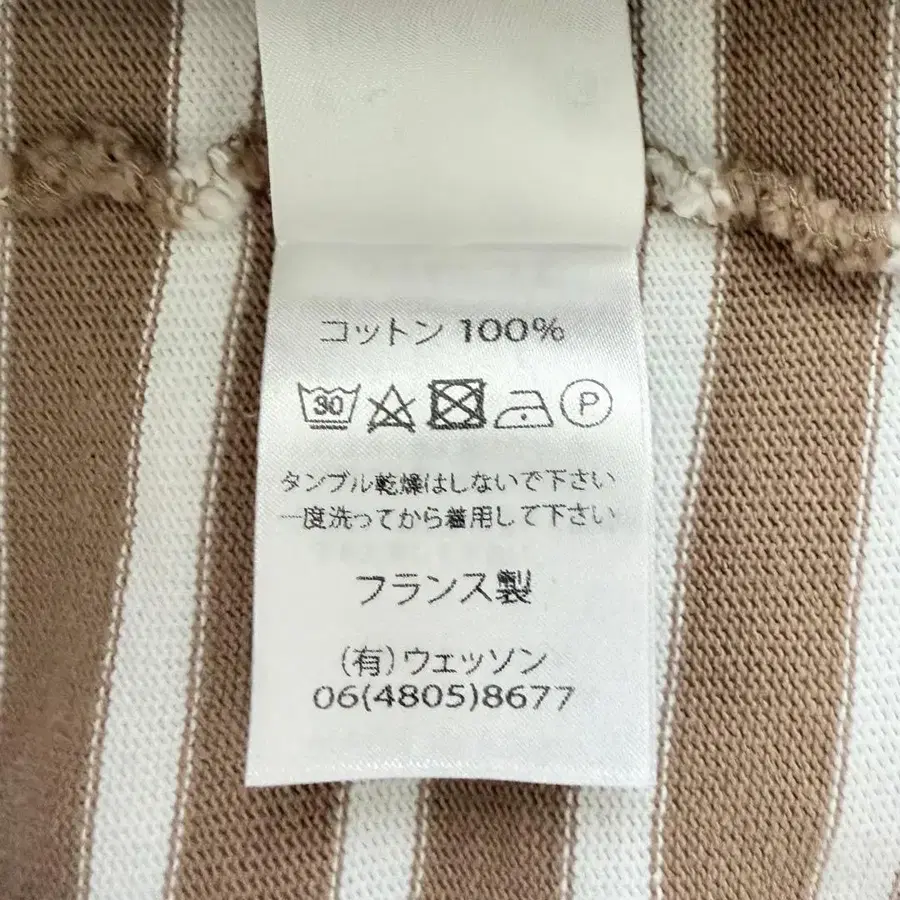 コットン 100%
30 P
タンブル乾燥はしないで下さい
一度洗ってから着用して下さい
フランス製
(有)ウェッソン
06(4805)8677